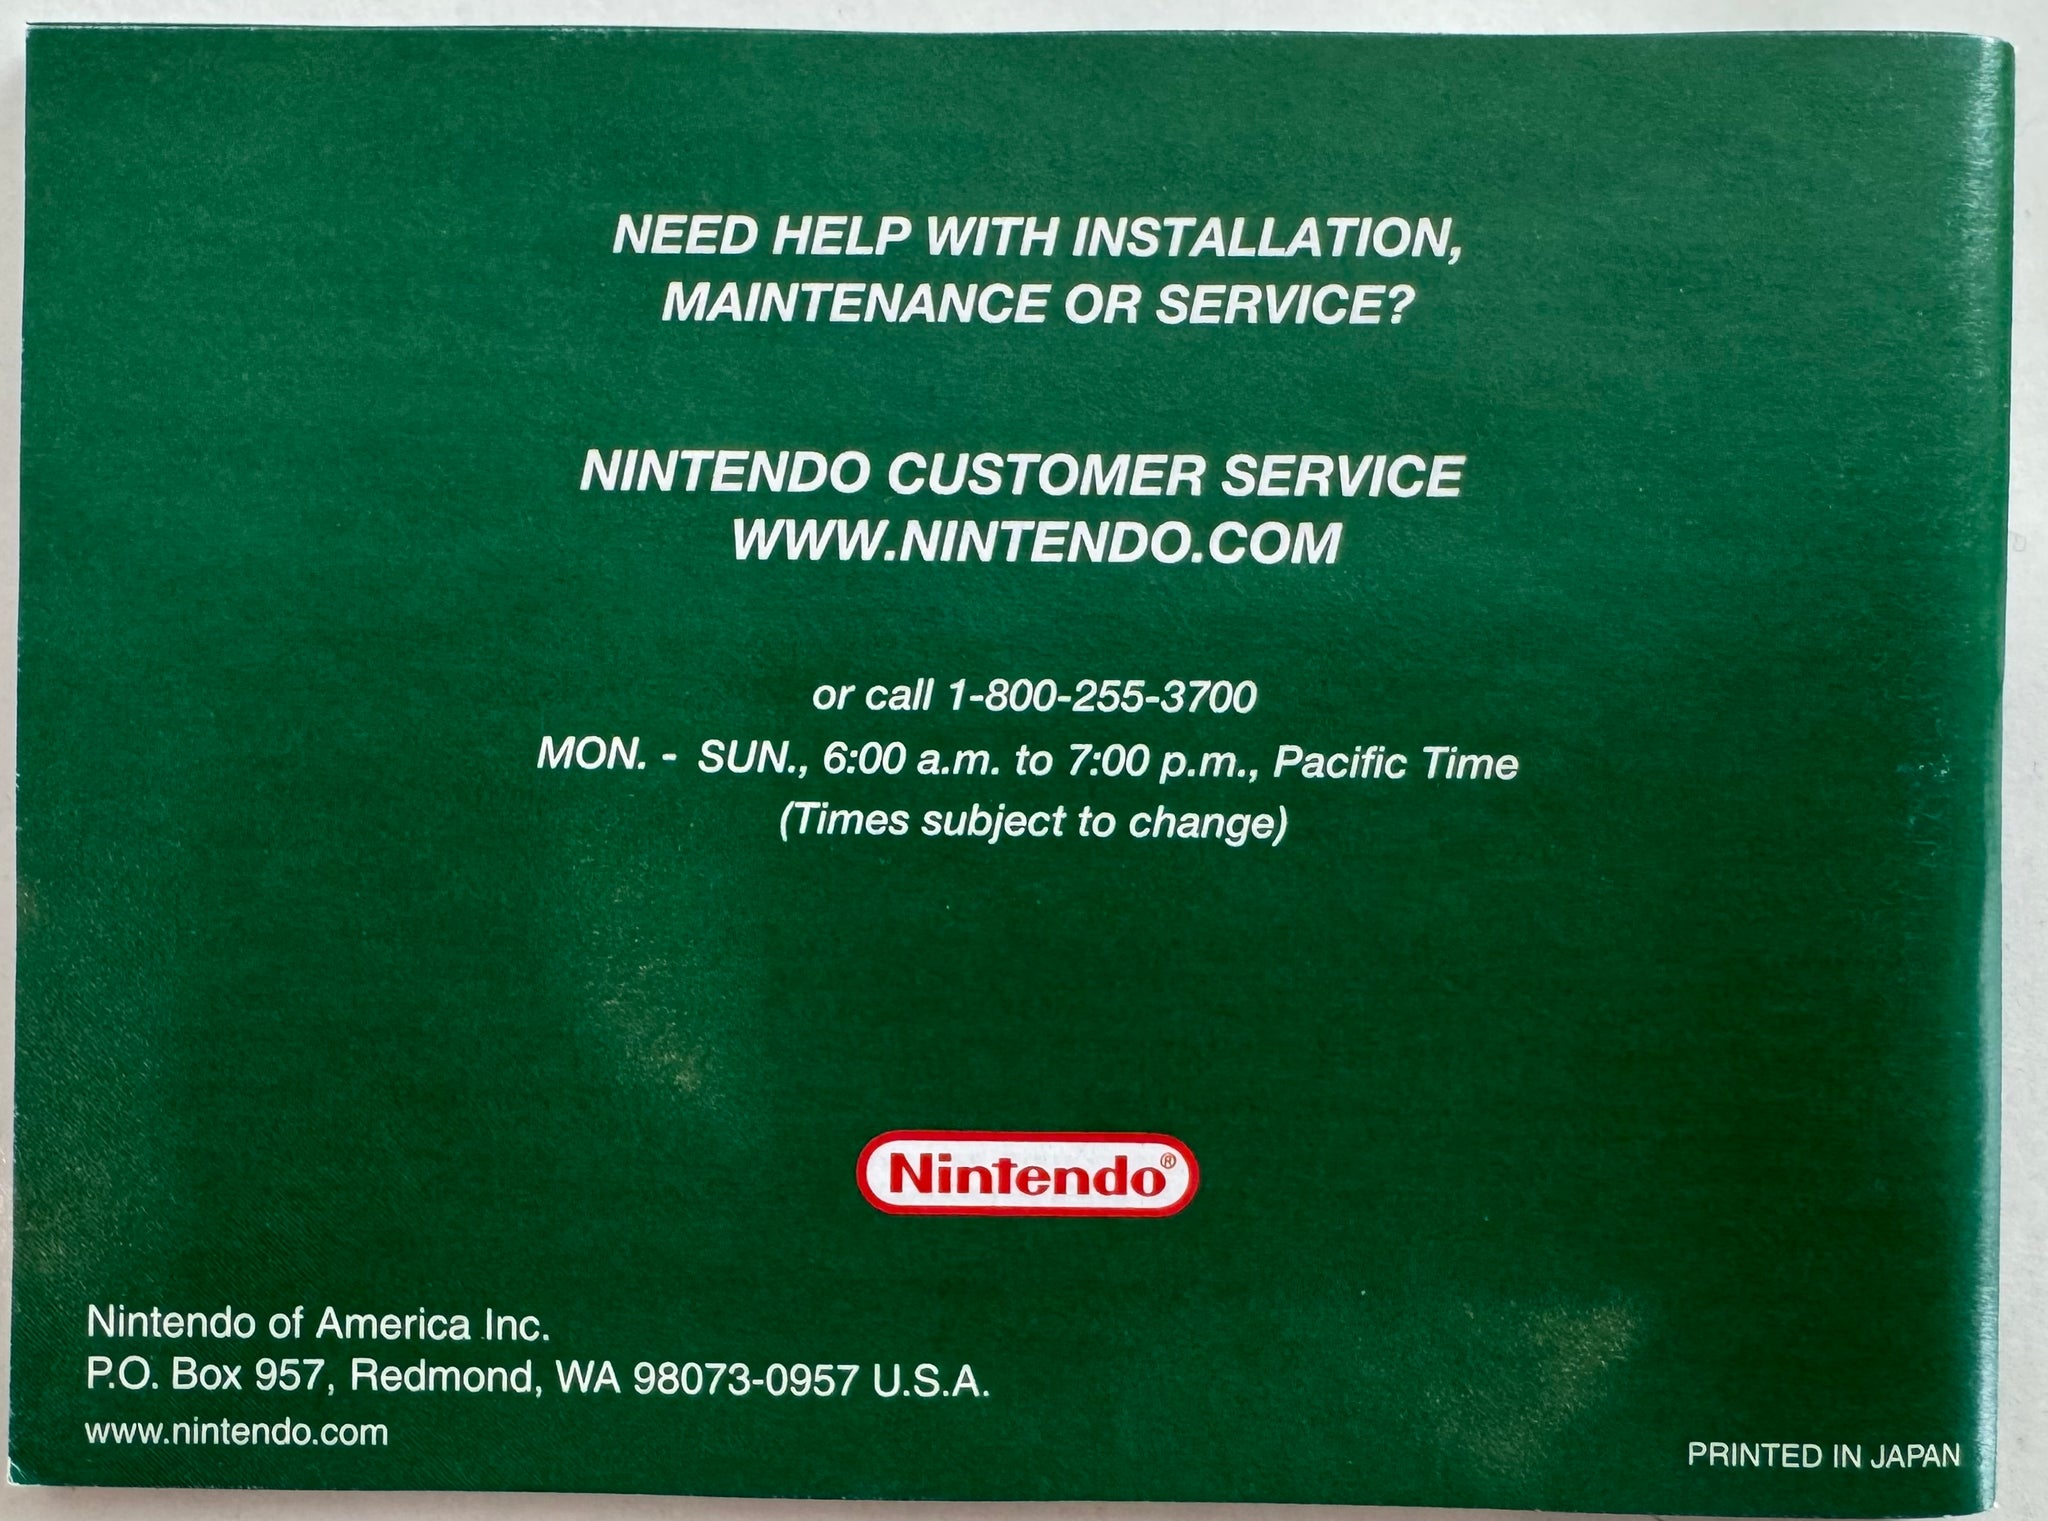 NEED HELP WITH INSTALLATION,
MAINTENANCE OR SERVICE?
NINTENDO CUSTOMER SERVICE
WWW.NINTENDO.COM
or call 1-800-255-3700
MON. - SUN., 6:00 a.m. to 7:00 p.m., Pacific Time
(Times subject to change)
Nintendo®
Nintendo of America Inc.
P.O. Box 957, Redmond, WA 98073-0957 U.S.A.
www.nintendo.com
PRINTED IN JAPAN